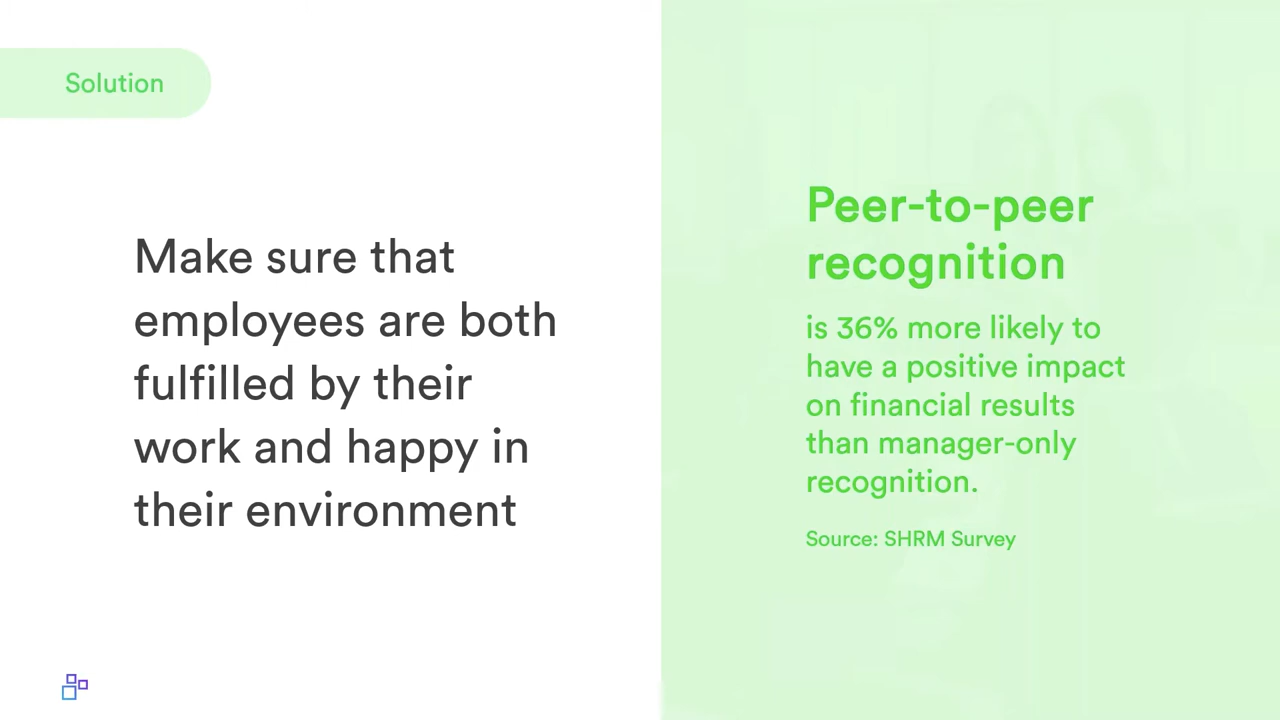 Solution
Make sure that
employees are both
fulfilled by their
work and happy in
their environment
Peer-to-peer
recognition
is 36% more likely to
have a positive impact
on financial results
than manager-only
recognition.
Source: SHRM Survey